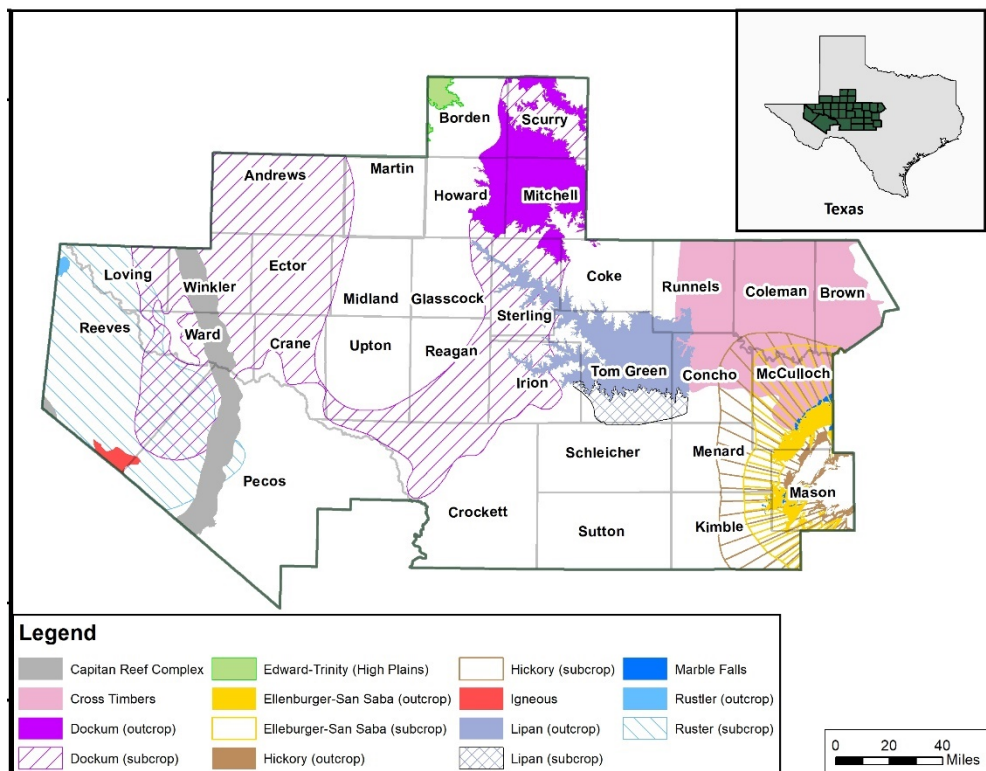 Texas
Borden
Scurry
Andrews
Martin
Howard
Mitchell
Loving
Winkler
Ector
Midland
Glasscock
Sterling
Coke
Runnels
Coleman
Brown
Reeves
Ward
Crane
Upton
Reagan
Irion
Tom Green
Concho
McCulloch
Pecos
Crockett
Schleicher
Menard
Mason
Sutton
Kimble
Legend
Capitan Reef Complex
Cross Timbers
Dockum (outcrop)
Dockum (subcrop)
Edward-Trinity (High Plains)
Ellenburger-San Saba (outcrop)
Elleburger-San Saba (subcrop)
Hickory (outcrop)
Hickory (subcrop)
Igneous
Lipan (outcrop)
Lipan (subcrop)
Marble Falls
Rustler (outcrop)
Ruster (subcrop)
0 20 40
Miles